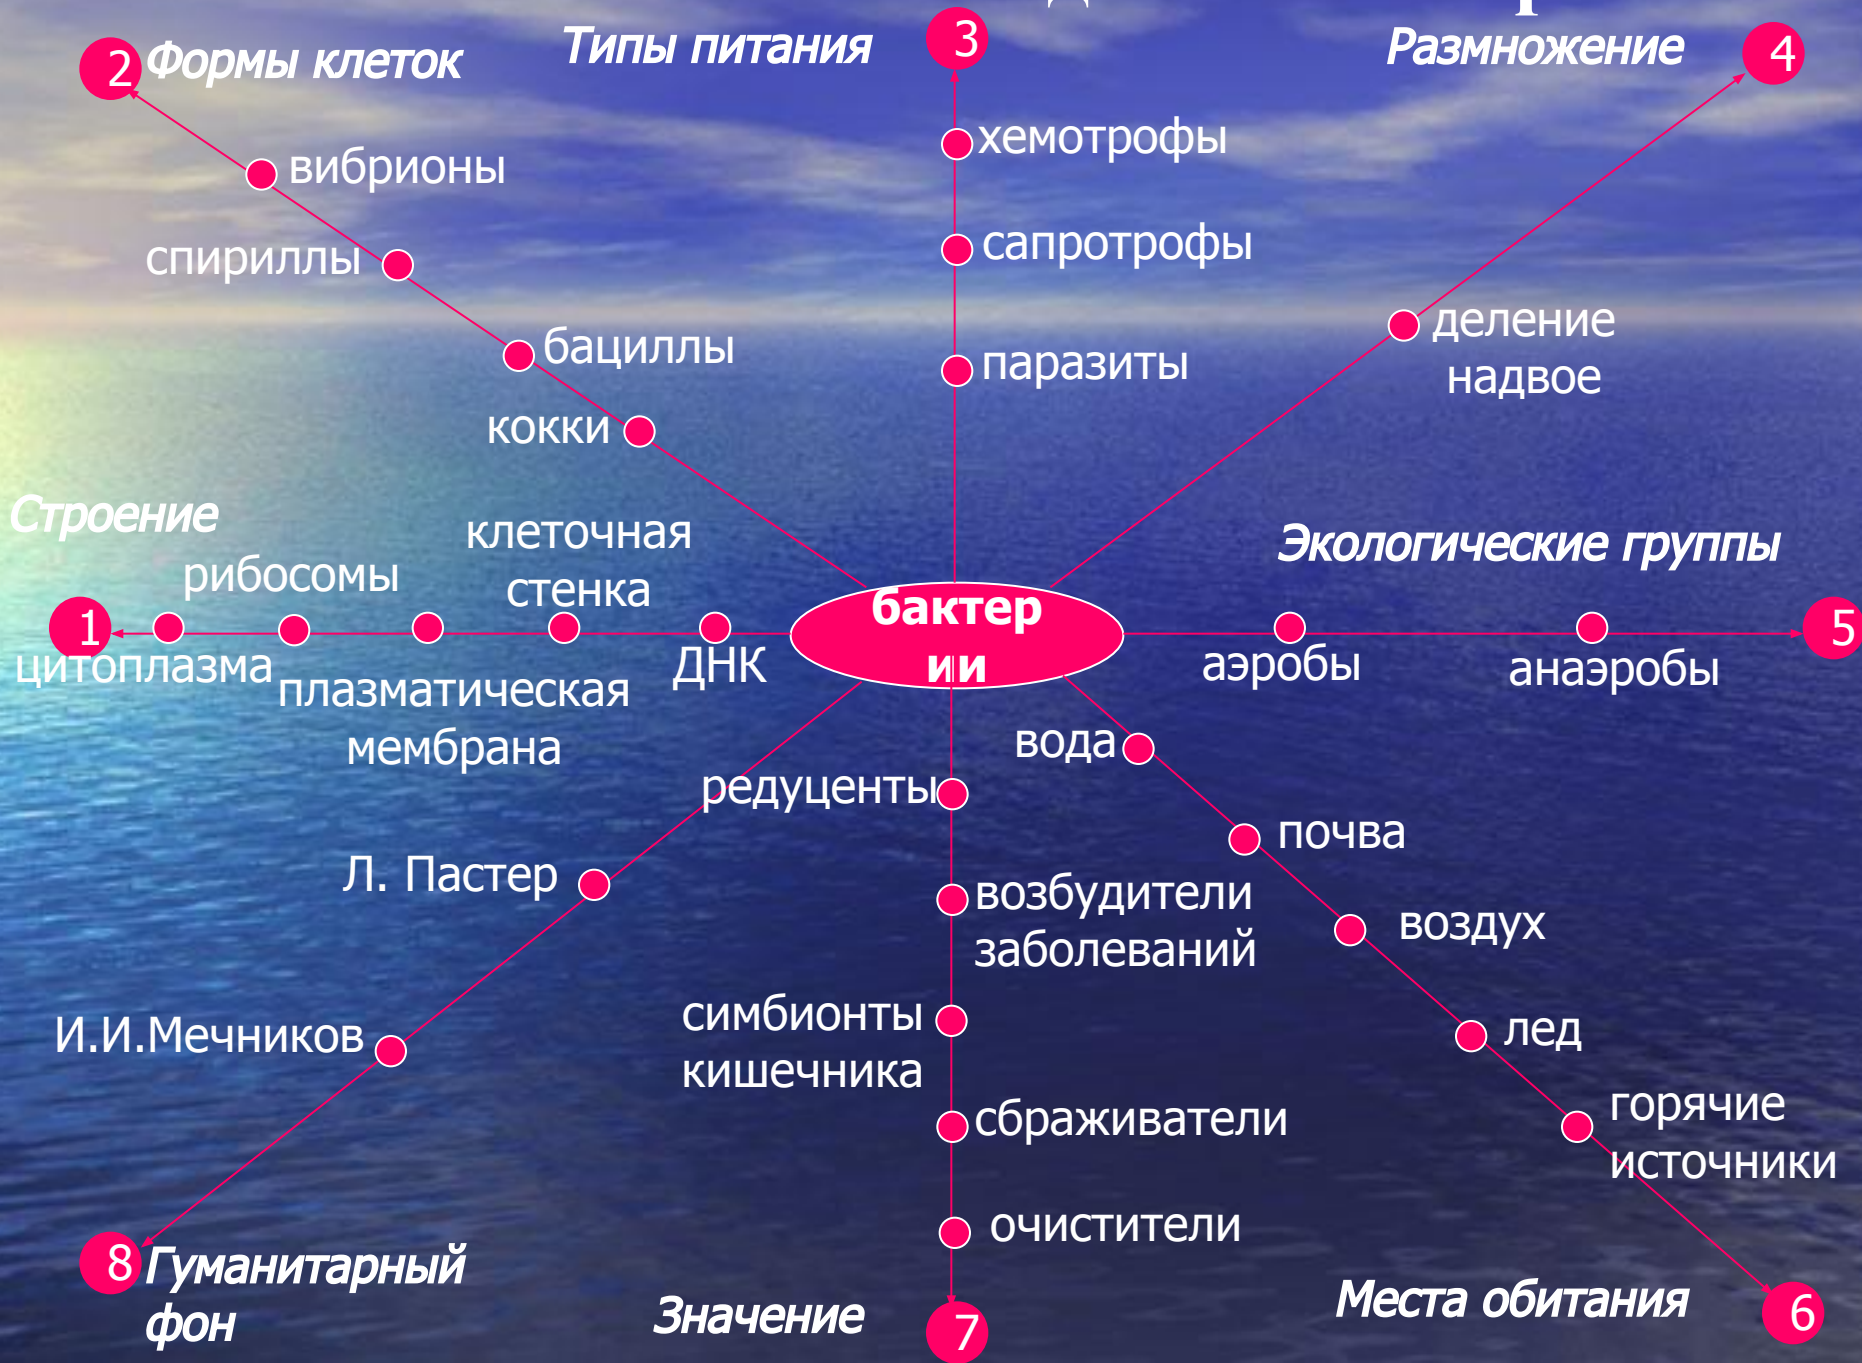 2
Формы клеток
Типы питания
3
Размножение
4
вибрионы
спириллы
бациллы
кокки
хемотрофы
сапротрофы
паразиты
деление
надвое
Строение
рибосомы
клеточная
стенка
1
цитоплазма
плазматическая
мембрана
ДНК
бактер
ии
Экологические группы
аэробы
анаэробы
5
вода
почва
воздух
лед
горячие
источники
Места обитания
6
редуценты
возбудители
заболеваний
симбионты
кишечника
сбраживатели
очистители
Значение
7
Л. Пастер
И.И.Мечников
8
Гуманитарный
фон